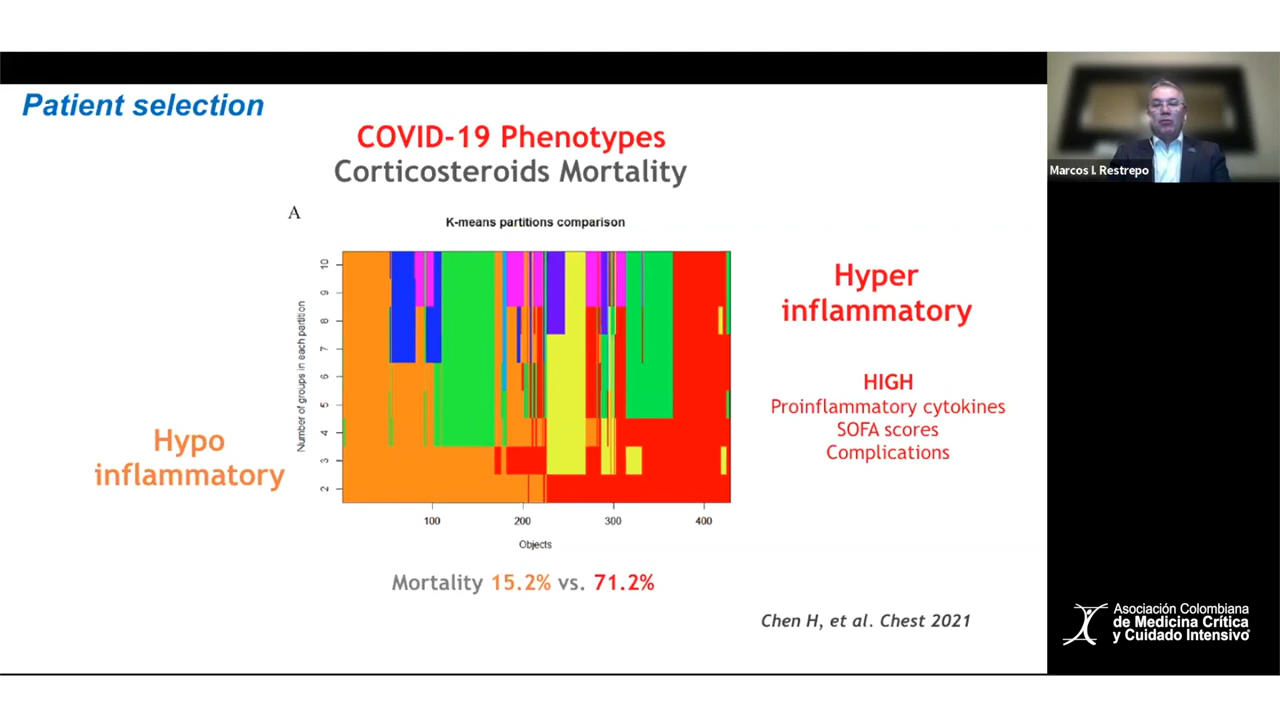 Patient selection
COVID-19 Phenotypes
Corticosteroids Mortality
A
K-means partitions comparison
Number of groups in each partition
10
9
8
7
6
5
4
3
2
100
200
300
400
Objects
Hypo
inflammatory
Hyper
inflammatory
HIGH
Proinflammatory cytokines
SOFA scores
Complications
Mortality 15.2% vs. 71.2%
Chen H, et al. Chest 2021
Marcos I. Restrepo
Asociación Colombiana
de Medicina Crítica
y Cuidado Intensivo